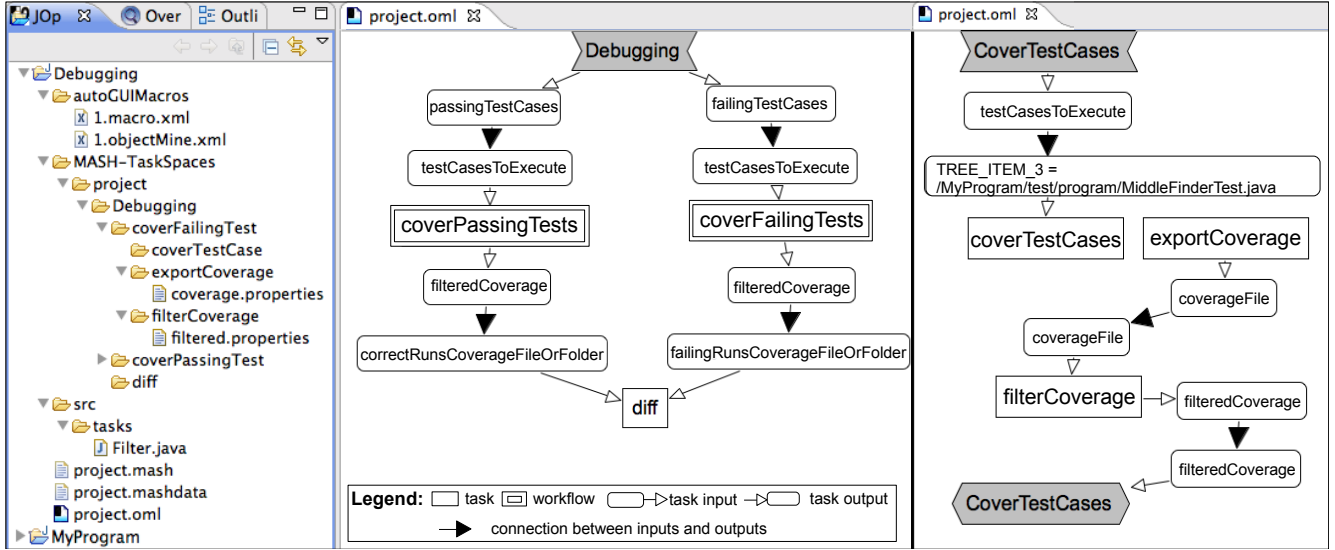 JOp
Over
Outli
Debugging
autoGUIMacros
1.macro.xml
1.objectMine.xml
MASH-TaskSpaces
project
Debugging
coverFailingTest
coverTestCase
exportCoverage
coverage.properties
filterCoverage
filtered.properties
coverPassingTest
diff
src
tasks
Filter.java
project.mash
project.mashdata
project.oml
MyProgram
project.oml
Debugging
passingTestCases
failingTestCases
testCasesToExecute
testCasesToExecute
coverPassingTests
coverFailingTests
filteredCoverage
filteredCoverage
correctRunsCoverageFileOrFolder
failingRunsCoverageFileOrFolder
diff
Legend: task workflow task input task output
connection between inputs and outputs
project.oml
CoverTestCases
testCasesToExecute
TREE_ITEM_3 =
/MyProgram/test/program/MiddleFinderTest.java
coverTestCases
exportCoverage
coverageFile
coverageFile
filterCoverage
filteredCoverage
filteredCoverage
CoverTestCases